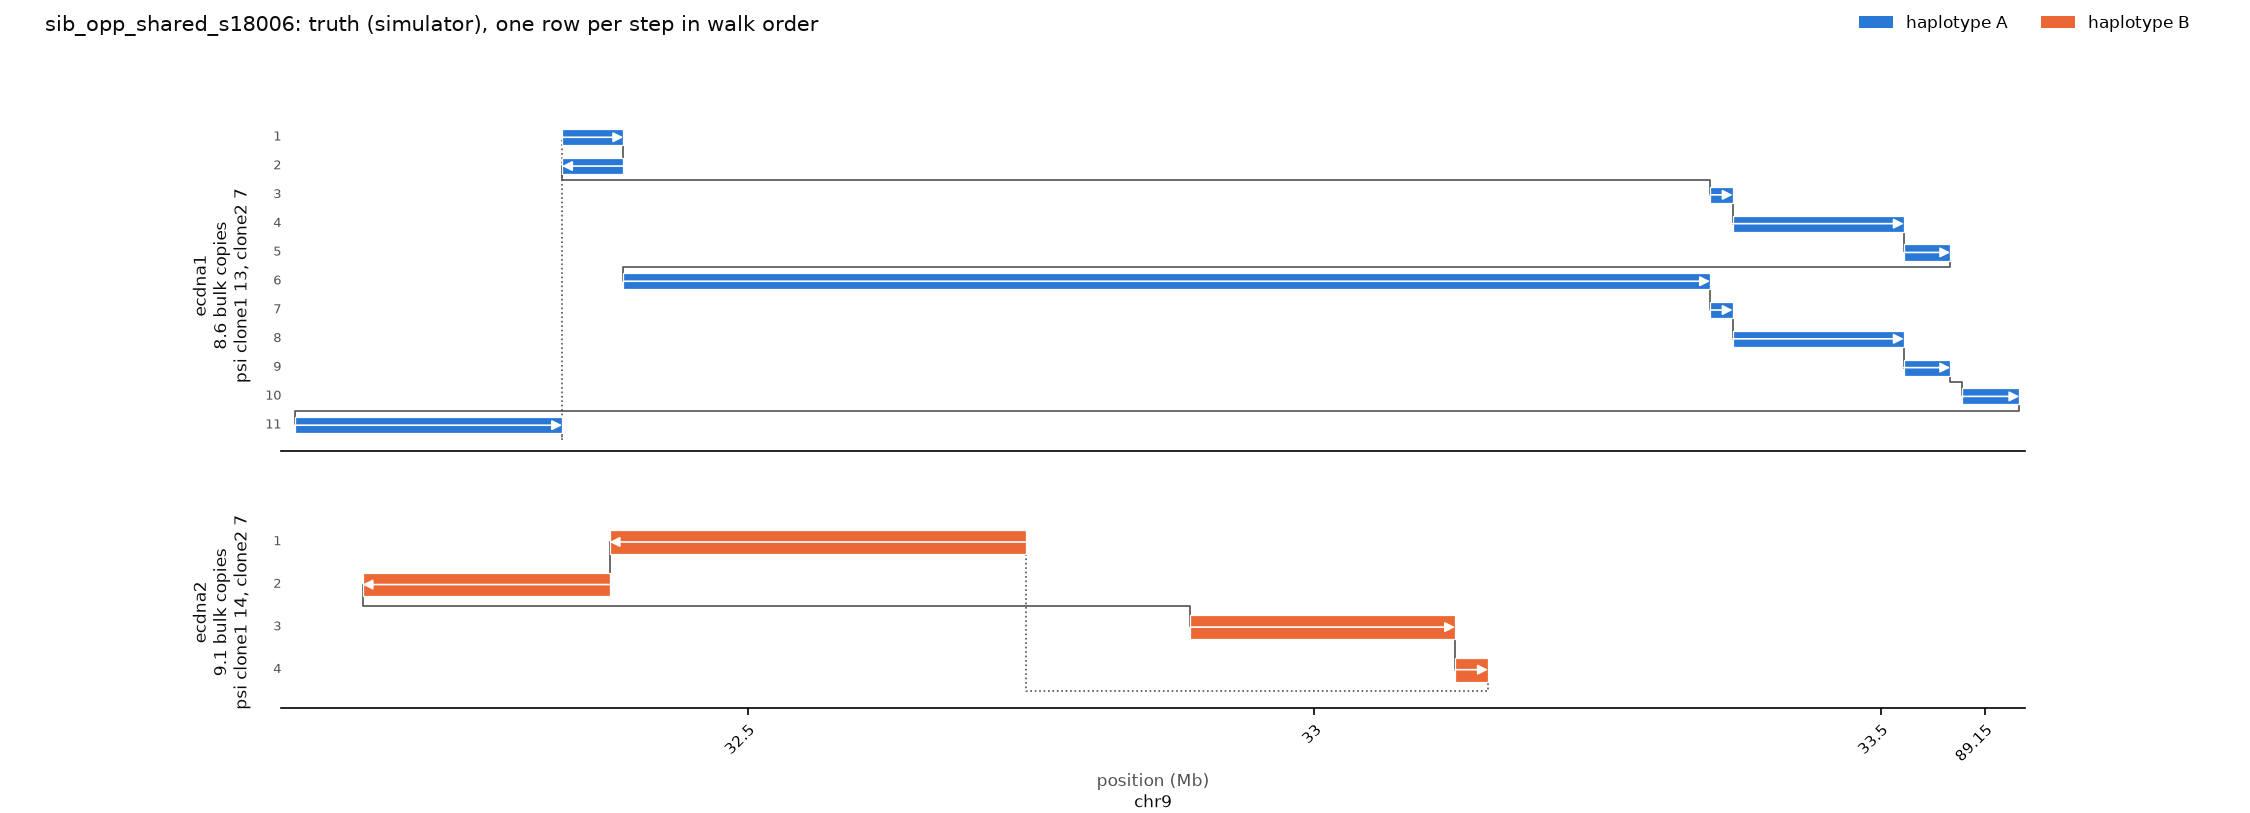 sib_opp_shared_s18006: truth (simulator), one row per step in walk order
haplotype A
haplotype B
ecdna1
8.6 bulk copies
psi clone1 13, clone2 7
1
2
3
4
5
6
7
8
9
10
11
ecdna2
9.1 bulk copies
psi clone1 14, clone2 7
1
2
3
4
32.5
33
33.5
89.15
position (Mb)
chr9